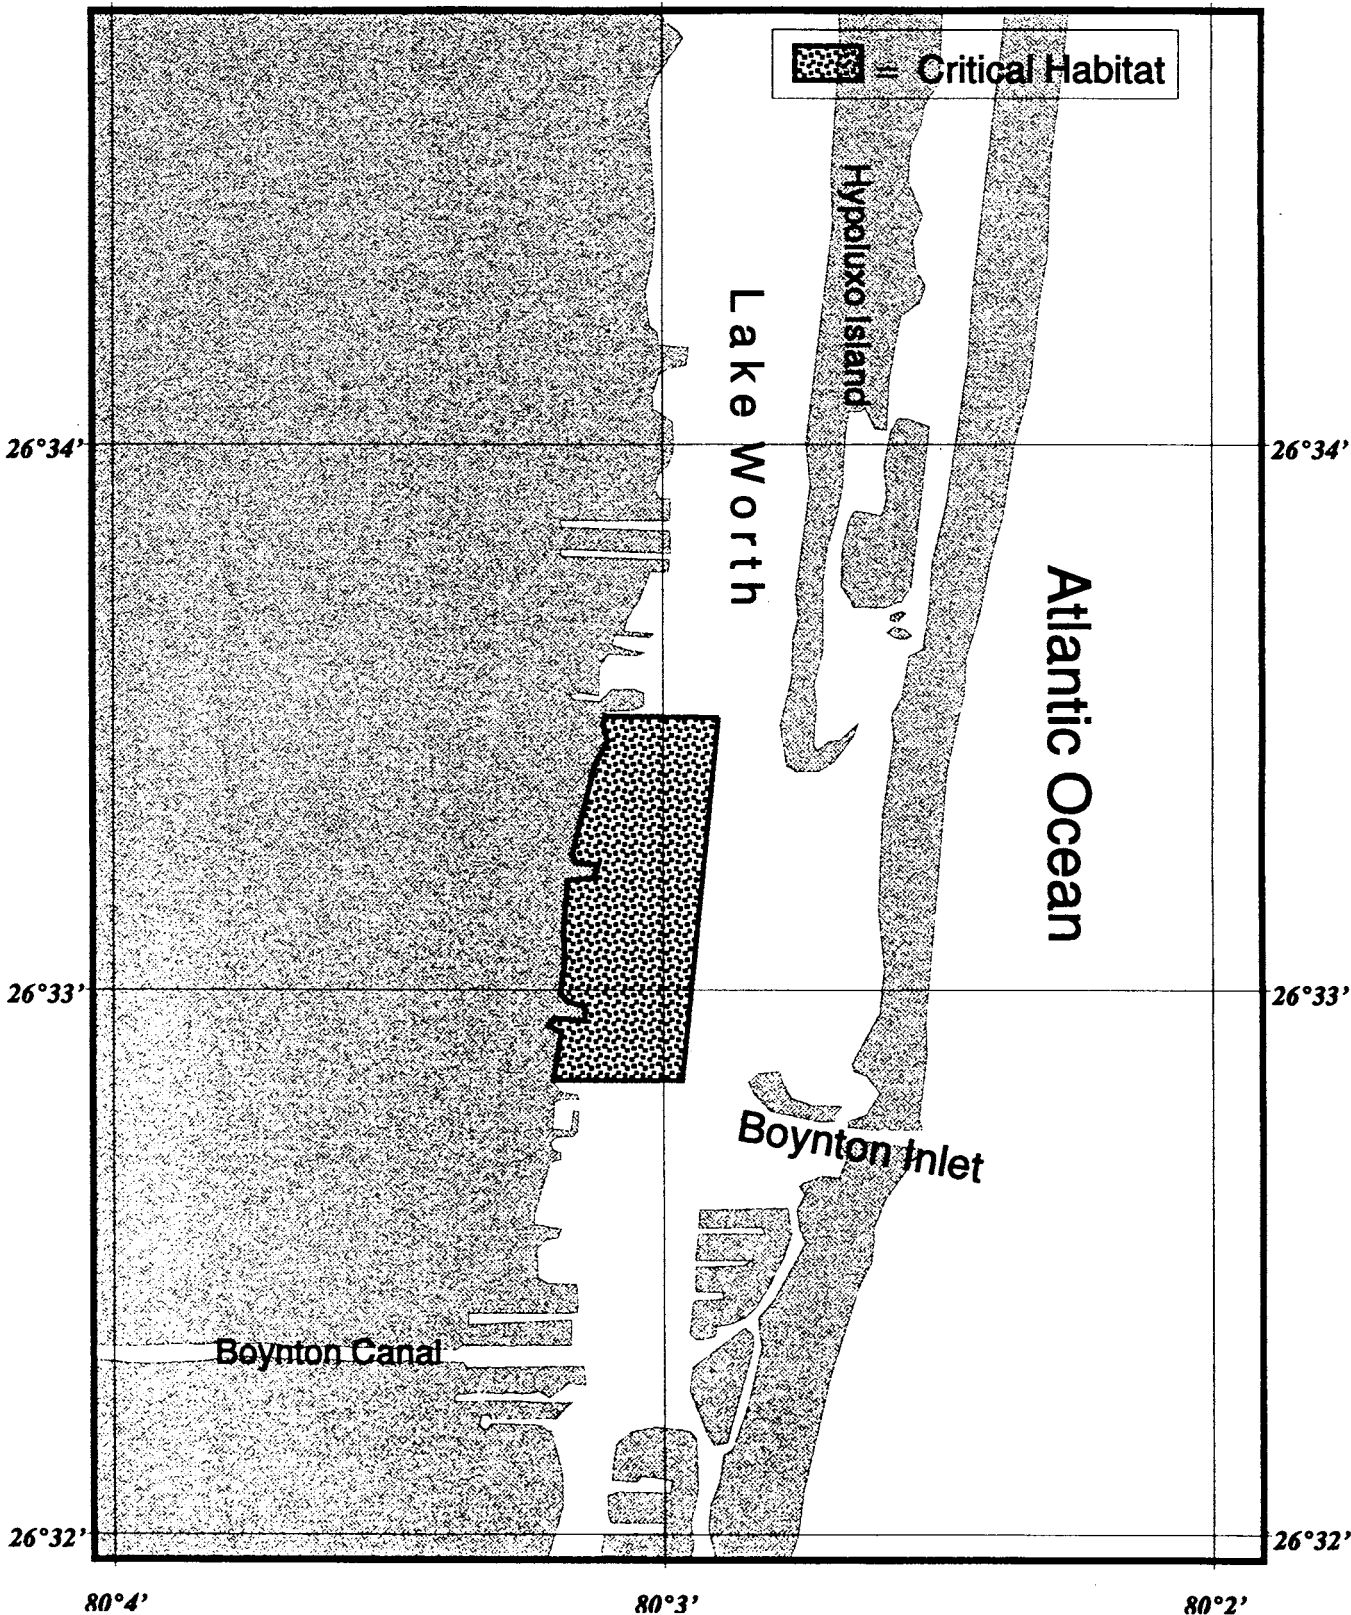 = Critical Habitat
Hypoluxo Island
Lake Worth
26°34' 26°34'
Atlantic Ocean
26°33' 26°33'
Boynton Inlet
Boynton Canal
26°32' 26°32'
80°4' 80°3' 80°2'